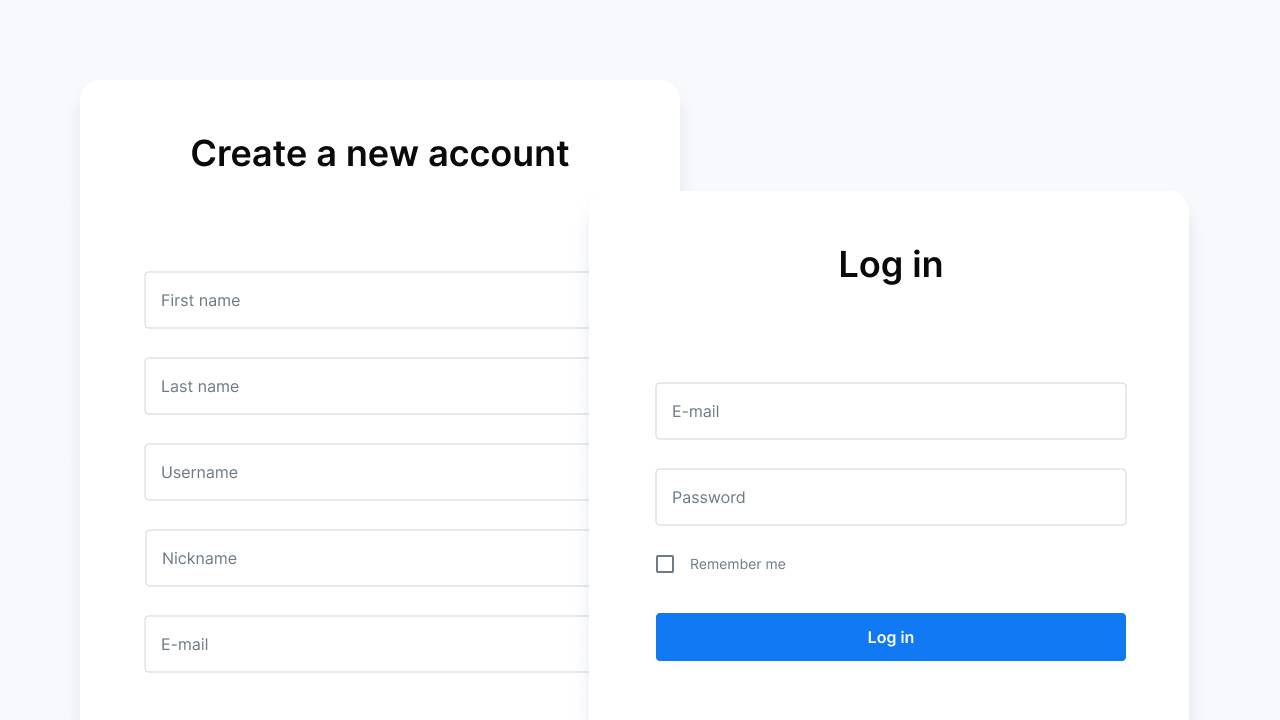 Create a new account
First name
Last name
Username
Nickname
E-mail
Log in
E-mail
Password
Remember me
Log in